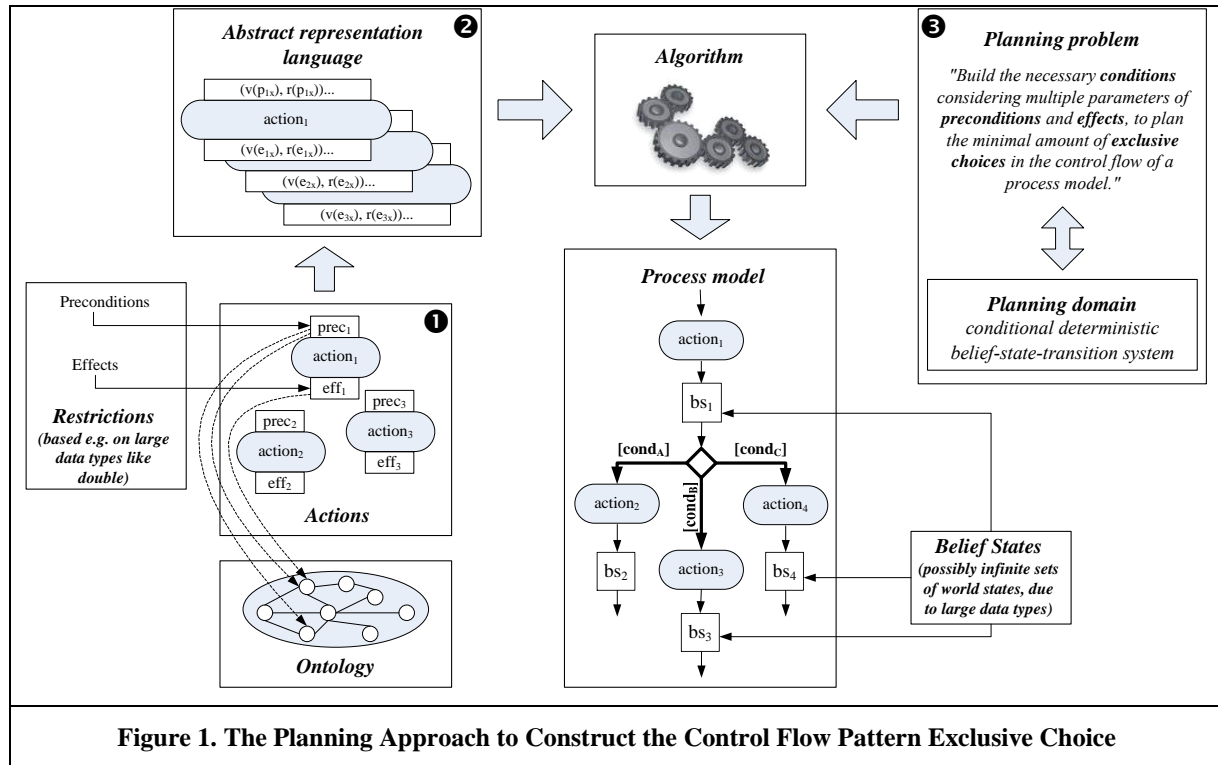 ❷
Abstract representation
language
(v(p1x), r(p1x))...
action1
(v(e1x), r(e1x))...
(v(e2x), r(e2x))...
(v(e3x), r(e3x))...
Algorithm
❸
Planning problem
"Build the necessary conditions
considering multiple parameters of
preconditions and effects, to plan
the minimal amount of exclusive
choices in the control flow of a
process model."
Planning domain
conditional deterministic
belief-state-transition system
Preconditions
Effects
Restrictions
(based e.g. on large
data types like
double)
❶
prec1
action1
eff1
prec2
action2
eff2
prec3
action3
eff3
Actions
Ontology
Process model
action1
bs1
[condA]
[condB]
[condC]
action2
action4
action3
bs2
bs4
bs3
Belief States
(possibly infinite sets
of world states, due
to large data types)
Figure 1. The Planning Approach to Construct the Control Flow Pattern Exclusive Choice